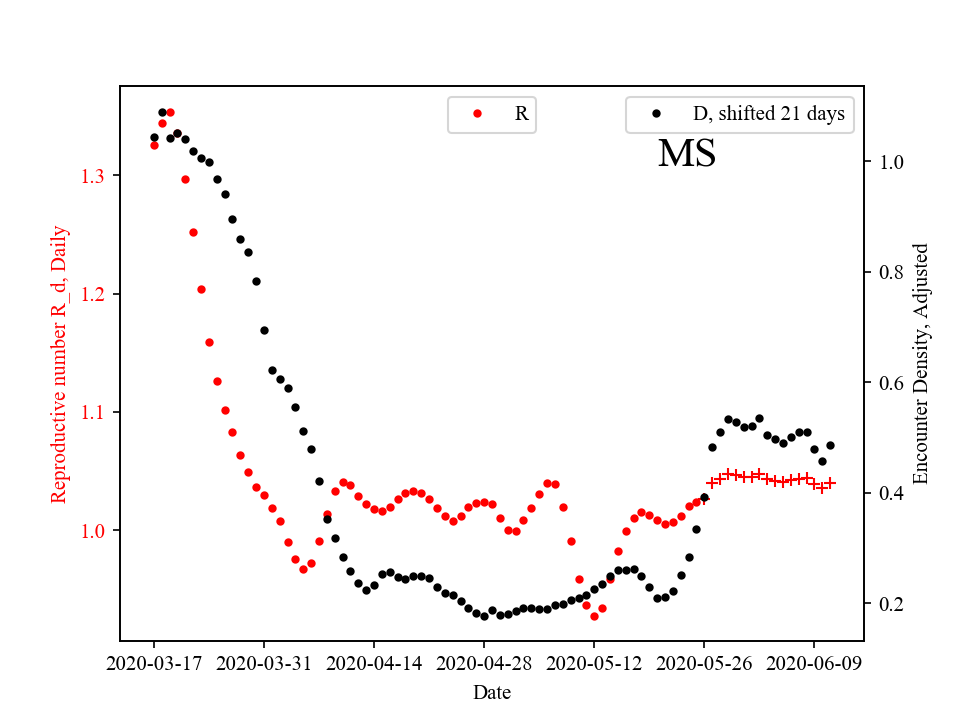 R
D, shifted 21 days
MS
1.3
1.2
1.1
1.0
Reproductive number R_d, Daily
1.0
0.8
0.6
0.4
0.2
Encounter Density, Adjusted
2020-03-17 2020-03-31 2020-04-14 2020-04-28 2020-05-12 2020-05-26 2020-06-09
Date